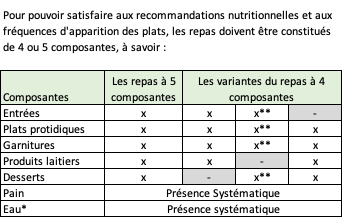 Pour pouvoir satisfaire aux recommandations nutritionnelles et aux
fréquences d'apparition des plats, les repas doivent être constitués
de 4 ou 5 composantes, à savoir :
Composantes Les repas à 5 composantes Les variantes du repas à 4 composantes
Entrées x x x** -
Plats protidiques x x x** x
Garnitures x x x** x
Produits laitiers x x - x
Desserts x - x** x
Pain Présence Systématique
Eau* Présence systématique